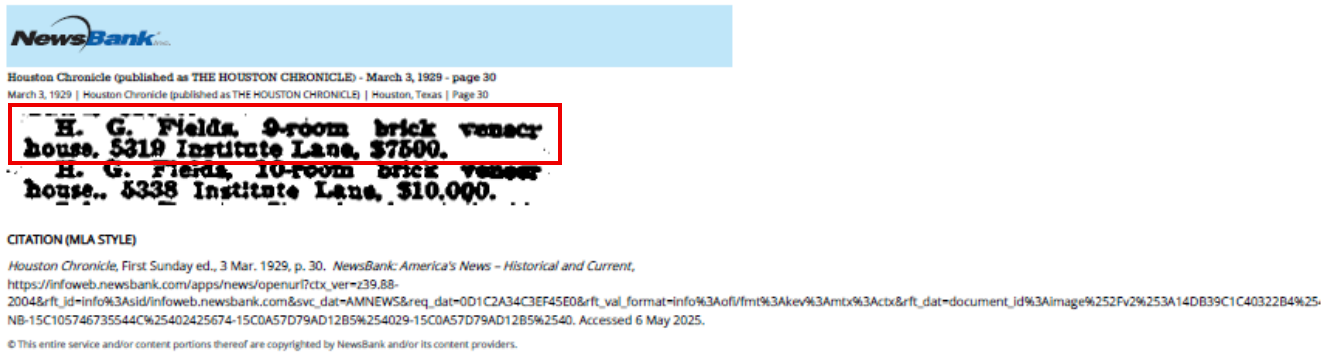 NewsBank inc.
Houston Chronicle (published as THE HOUSTON CHRONICLE) - March 3, 1929 - page 30
March 3, 1929 | Houston Chronicle (published as THE HOUSTON CHRONICLE) | Houston, Texas | Page 30
H. G. Fields, 9-room brick veneer
house, 5319 Institute Lane, $7500.
H. G. Fields, 10-room brick veneer
house., 5338 Institute Lane, $10,000.
CITATION (MLA STYLE)
Houston Chronicle, First Sunday ed., 3 Mar. 1929, p. 30. NewsBank: America's News – Historical and Current,
https://infoweb.newsbank.com/apps/news/openurl?ctx_ver=z39.88-
2004&rft_id=info%3Asid/infoweb.newsbank.com&svc_dat=AMNEWS&req_dat=0D1C2A34C3EF45E0&rft_val_format=info%3Aofi/fmt%3Akev%3Amtx%3Actx&rft_dat=document_id%3Aimage%252Fv2%253A14DB39C1C40322B4%25-
NB-15C105746735544C%25402425674-15C0A57D79AD12B5%254029-15C0A57D79AD12B5%2540. Accessed 6 May 2025.
© This entire service and/or content portions thereof are copyrighted by NewsBank and/or its content providers.